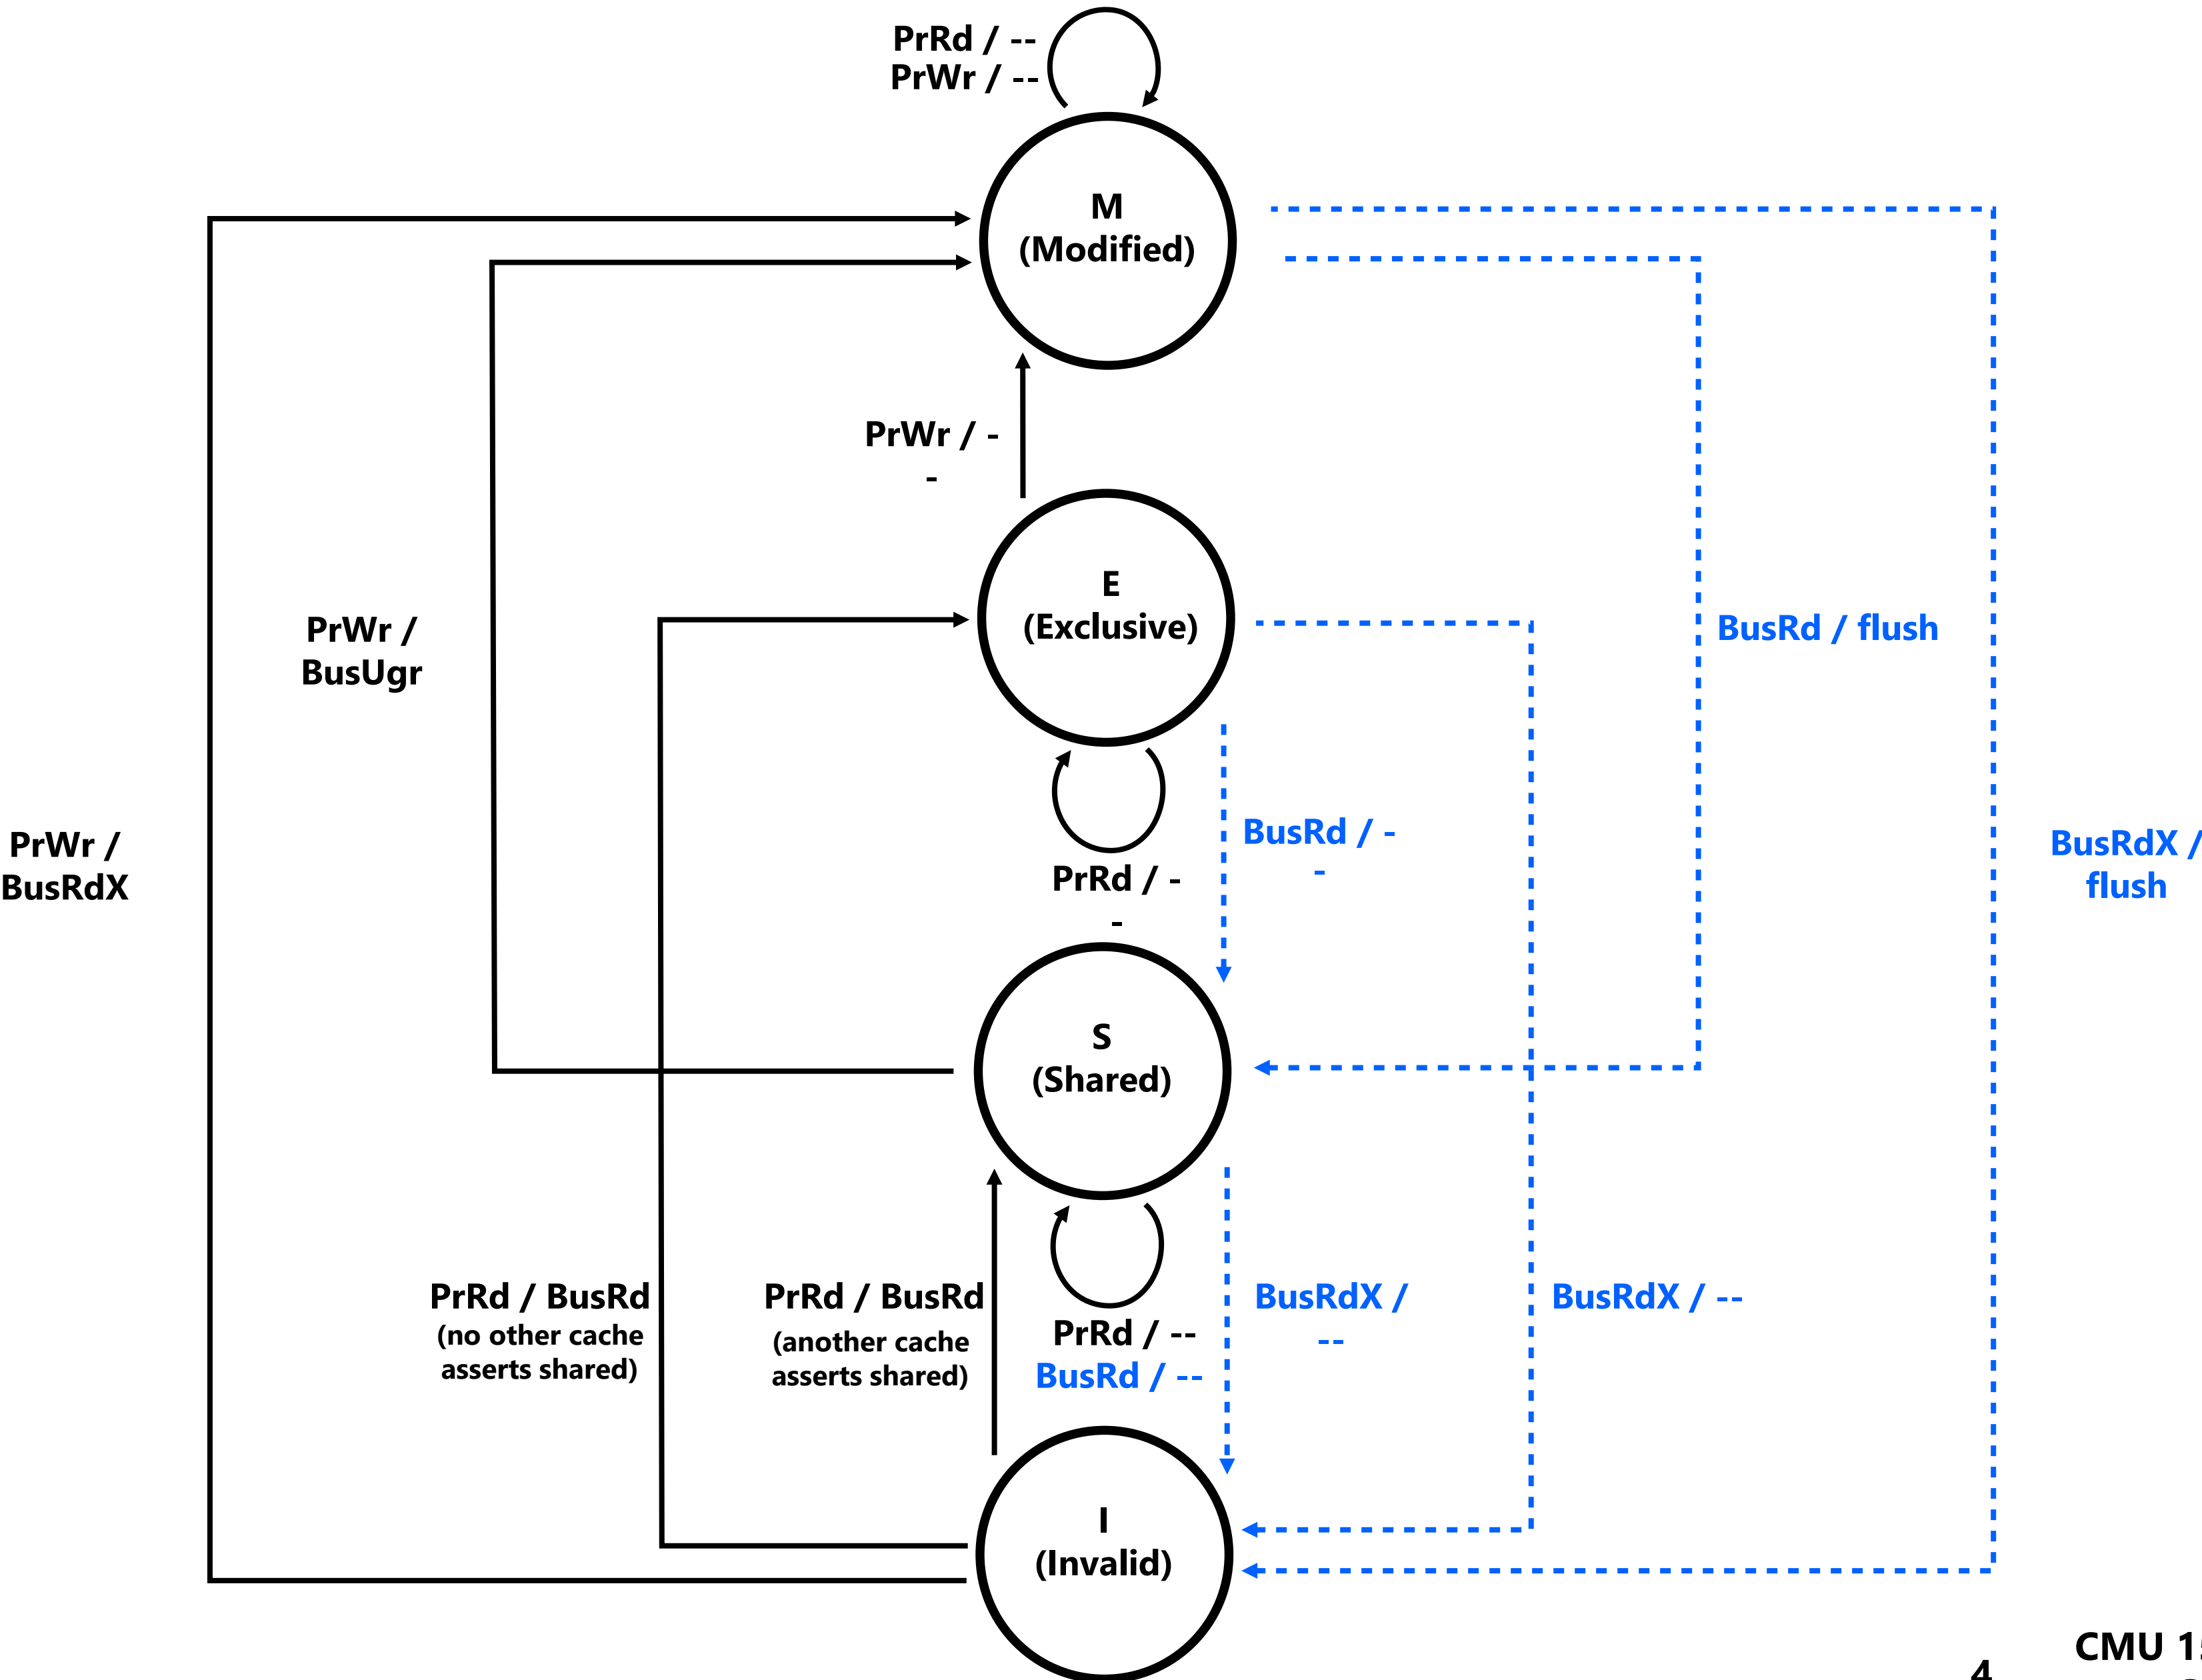 PrRd / --
PrWr / --
M
(Modified)
PrWr / -
-
E
(Exclusive)
PrWr /
BusUgr
BusRd / flush
PrWr /
BusRdX
BusRd / -
-
PrRd / -
-
BusRdX /
flush
S
(Shared)
PrRd / BusRd
(no other cache
asserts shared)
PrRd / BusRd
(another cache
asserts shared)
PrRd / --
BusRd / --
BusRdX /
--
BusRdX / --
I
(Invalid)
4
CMU